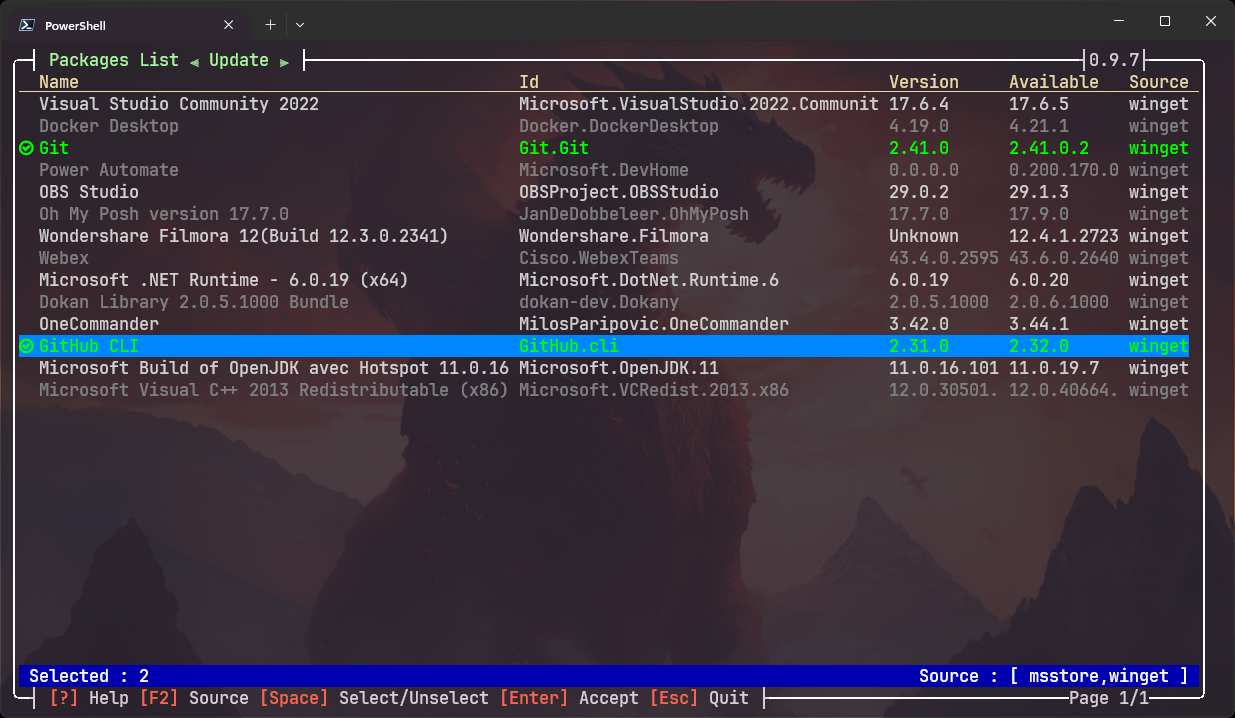 PowerShell
Packages List ◄ Update ► 0.9.7
Name Id Version Available Source
Visual Studio Community 2022 Microsoft.VisualStudio.2022.Communit 17.6.4 17.6.5 winget
Docker Desktop Docker.DockerDesktop 4.19.0 4.21.1 winget
Git Git.Git 2.41.0 2.41.0.2 winget
Power Automate Microsoft.DevHome 0.0.0.0 0.200.170.0 winget
OBS Studio OBSProject.OBSStudio 29.0.2 29.1.3 winget
Oh My Posh version 17.7.0 JanDeDobbeleer.OhMyPosh 17.7.0 17.9.0 winget
Wondershare Filmora 12(Build 12.3.0.2341) Wondershare.Filmora Unknown 12.4.1.2723 winget
Webex Cisco.WebexTeams 43.4.0.2595 43.6.0.2640 winget
Microsoft .NET Runtime - 6.0.19 (x64) Microsoft.DotNet.Runtime.6 6.0.19 6.0.20 winget
Dokan Library 2.0.5.1000 Bundle dokan-dev.Dokany 2.0.5.1000 2.0.6.1000 winget
OneCommander MilosParipovic.OneCommander 3.42.0 3.44.1 winget
GitHub CLI GitHub.cli 2.31.0 2.32.0 winget
Microsoft Build of OpenJDK avec Hotspot 11.0.16 Microsoft.OpenJDK.11 11.0.16.101 11.0.19.7 winget
Microsoft Visual C++ 2013 Redistributable (x86) Microsoft.VCRedist.2013.x86 12.0.30501. 12.0.40664. winget
Selected : 2 Source : [ msstore,winget ]
[?] Help [F2] Source [Space] Select/Unselect [Enter] Accept [Esc] Quit Page 1/1